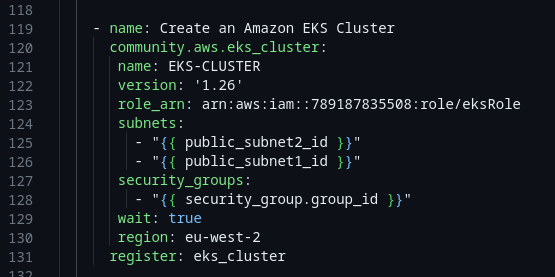 118
119 - name: Create an Amazon EKS Cluster
120 community.aws.eks_cluster:
121 name: EKS-CLUSTER
122 version: '1.26'
123 role_arn: arn:aws:iam::789187835508:role/eksRole
124 subnets:
125 - "{{ public_subnet2_id }}"
126 - "{{ public_subnet1_id }}"
127 security_groups:
128 - "{{ security_group.group_id }}"
129 wait: true
130 region: eu-west-2
131 register: eks_cluster
132